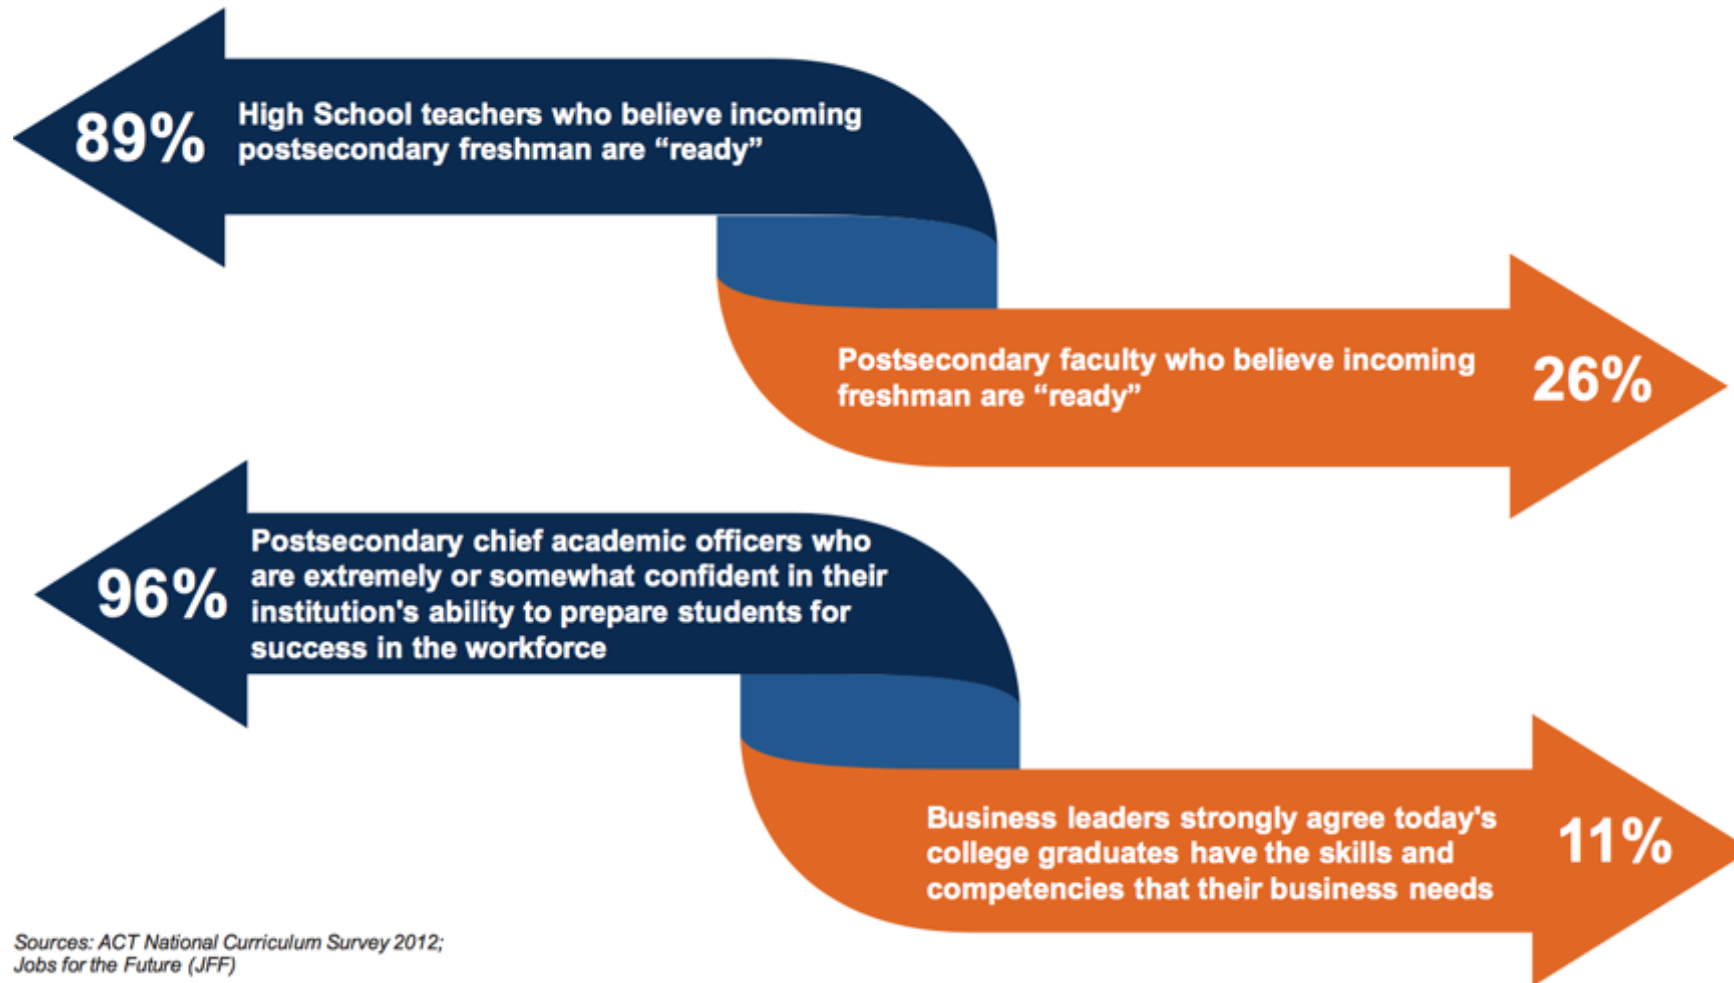 89%
High School teachers who believe incoming
postsecondary freshman are “ready”
Postsecondary faculty who believe incoming
freshman are “ready”
26%
96%
Postsecondary chief academic officers who
are extremely or somewhat confident in their
institution's ability to prepare students for
success in the workforce
Business leaders strongly agree today's
college graduates have the skills and
competencies that their business needs
11%
Sources: ACT National Curriculum Survey 2012;
Jobs for the Future (JFF)